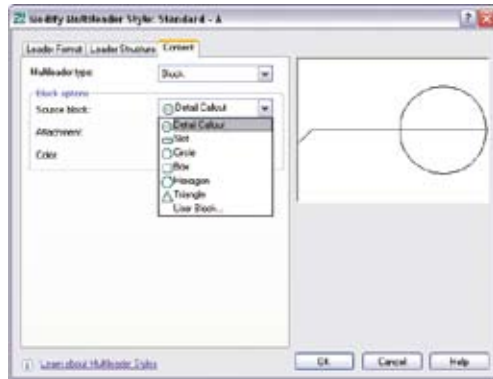 Modify Multileader Style: Standard - A
Leader Format Leader Structure Content
Multileader type: Block
Block options
Source block: Detail Callout
Attachment:
Color:
Detail Callout
Slot
Circle
Box
Hexagon
Triangle
User Block...
Learn about Multileader Styles
OK Cancel Help